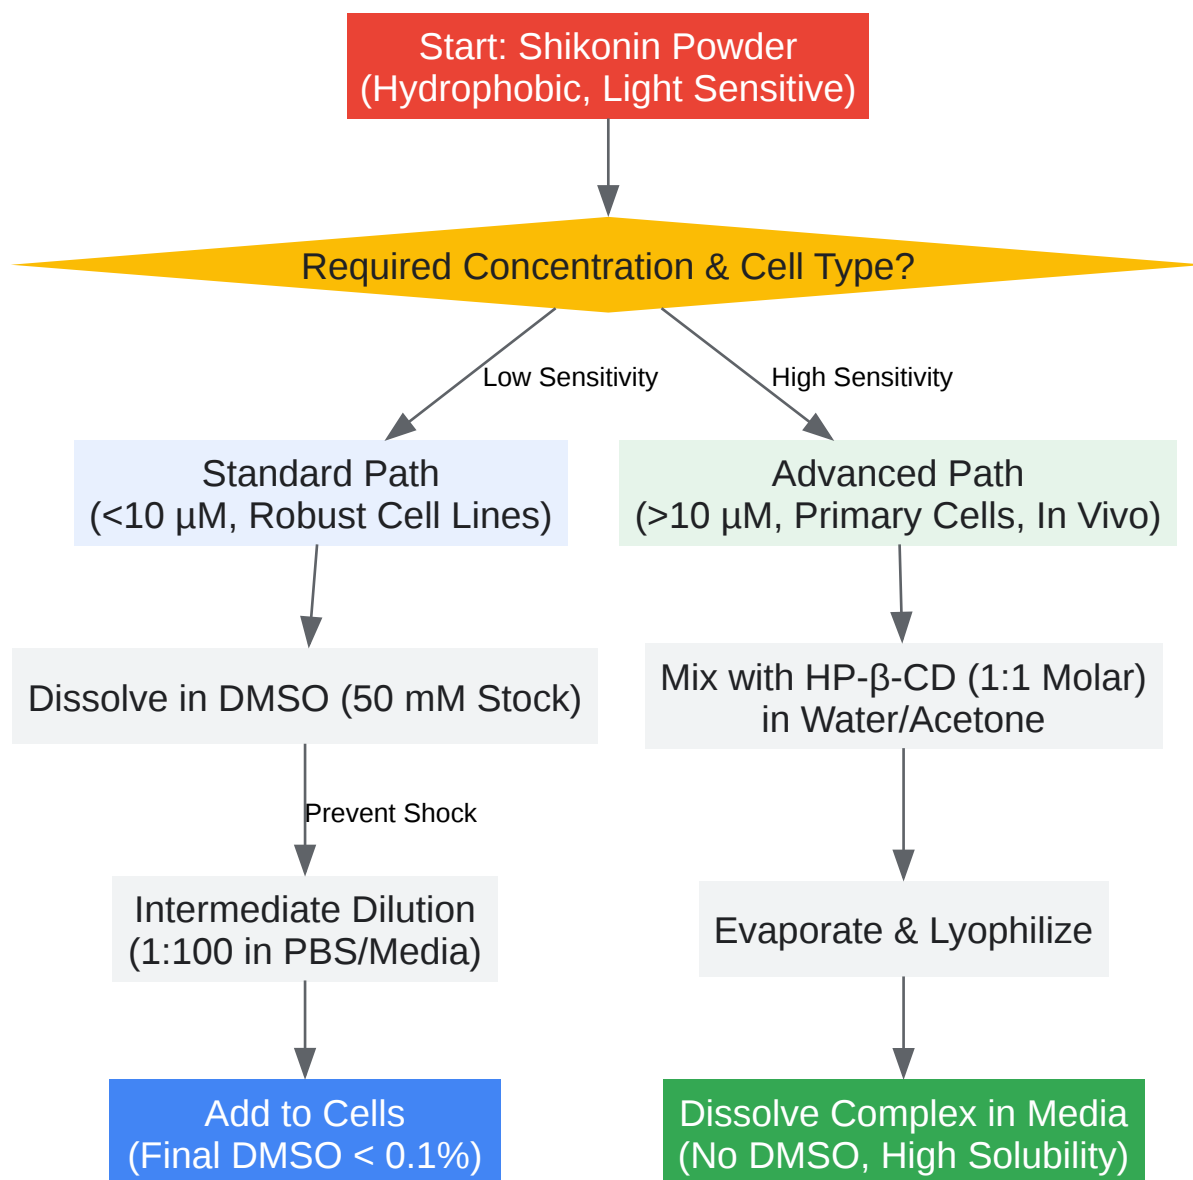 Start: Shikonin Powder
(Hydrophobic, Light Sensitive)
Required Concentration & Cell Type?
Low Sensitivity
High Sensitivity
Standard Path
(<10 µM, Robust Cell Lines)
Advanced Path
(>10 µM, Primary Cells, In Vivo)
Dissolve in DMSO (50 mM Stock)
Mix with HP-β-CD (1:1 Molar)
in Water/Acetone
Prevent Shock
Intermediate Dilution
(1:100 in PBS/Media)
Evaporate & Lyophilize
Add to Cells
(Final DMSO < 0.1%)
Dissolve Complex in Media
(No DMSO, High Solubility)